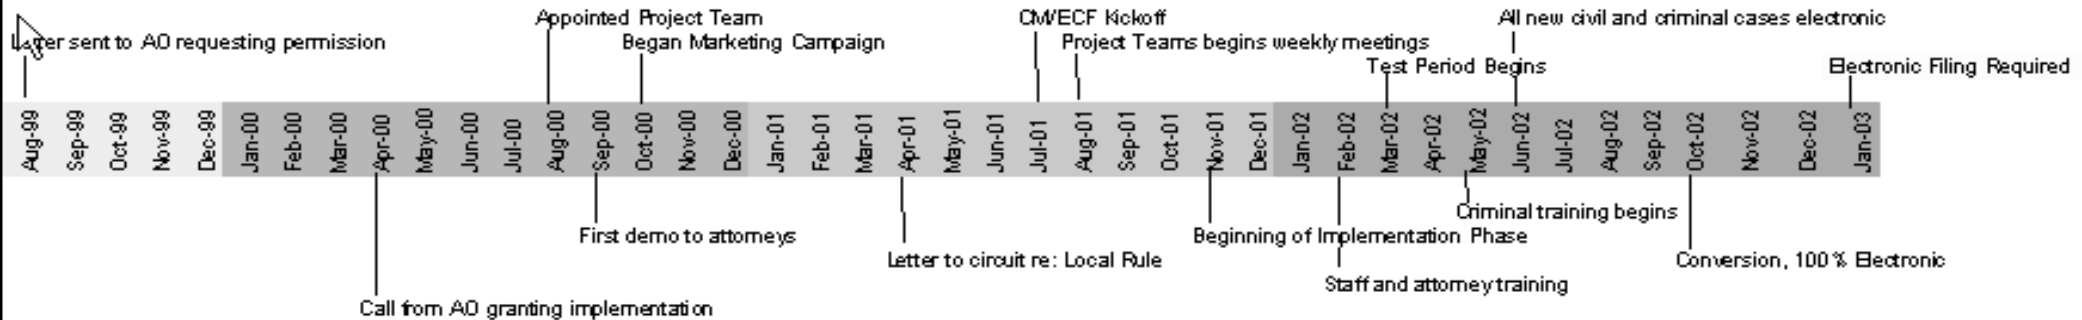 Appointed Project Team CM/ECF Kickoff All new civil and criminal cases electronic
Letter sent to AO requesting permission Began Marketing Campaign Project Teams begins weekly meetings
Test Period Begins Electronic Filing Required
Aug-99 Sep-99 Oct-99 Nov-99 Dec-99 Jan-00 Feb-00 Mar-00 Apr-00 May-00 Jun-00 Jul-00 Aug-00 Sep-00 Oct-00 Nov-00 Dec-00 Jan-01 Feb-01 Mar-01 Apr-01 May-01 Jun-01 Jul-01 Aug-01 Sep-01 Oct-01 Nov-01 Dec-01 Jan-02 Feb-02 Mar-02 Apr-02 May-02 Jun-02 Jul-02 Aug-02 Sep-02 Oct-02 Nov-02 Dec-02 Jan-03
Criminal training begins
First demo to attorneys Beginning of Implementation Phase
Letter to circuit re: Local Rule Conversion, 100% Electronic
Staff and attorney training
Call from AO granting implementation